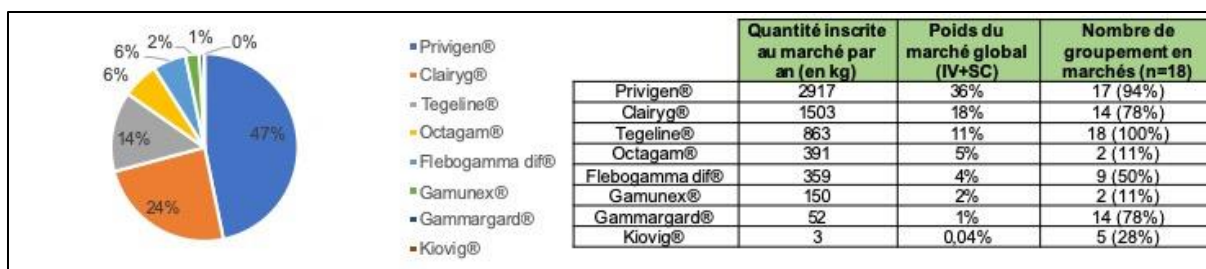 2% 1% 0%
6%
6%
14%
47%
24%
Privigen®
Clairyg®
Tegeline®
Octagam®
Flebogamma dif®
Gamunex®
Gammargard®
Kiovig®
Quantité inscrite au marché par an (en kg) Poids du marché global (IV+SC) Nombre de groupement en marchés (n=18)
Privigen® 2917 36% 17 (94%)
Clairyg® 1503 18% 14 (78%)
Tegeline® 863 11% 18 (100%)
Octagam® 391 5% 2 (11%)
Flebogamma dif® 359 4% 9 (50%)
Gamunex® 150 2% 2 (11%)
Gammargard® 52 1% 14 (78%)
Kiovig® 3 0,04% 5 (28%)